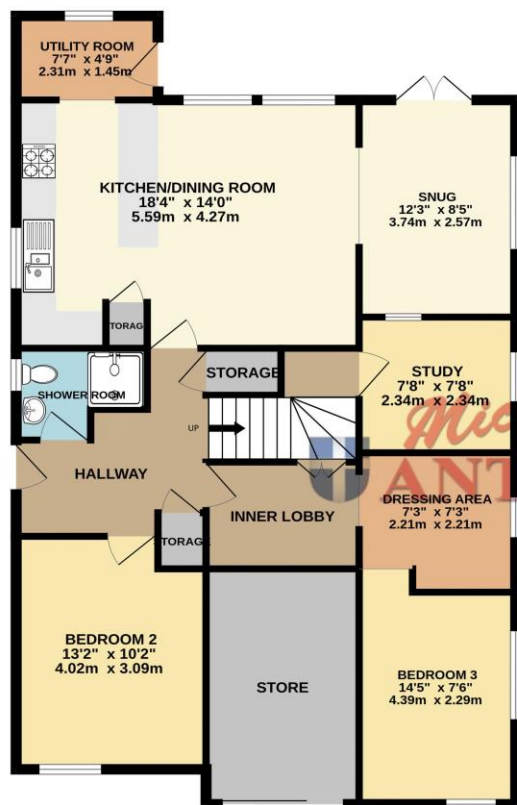 UTILITY ROOM
7'7" x 4'9"
2.31m x 1.45m
KITCHEN/DINING ROOM
18'4" x 14'0"
5.59m x 4.27m
SNUG
12'3" x 8'5"
3.74m x 2.57m
TORAG
SHOWER ROOM
STORAGE
STUDY
7'8" x 7'8"
2.34m x 2.34m
UP
Mic
ANT
HALLWAY
INNER LOBBY
DRESSING AREA
7'3" x 7'3"
2.21m x 2.21m
TORAG
BEDROOM 2
13'2" x 10'2"
4.02m x 3.09m
STORE
BEDROOM 3
14'5" x 7'6"
4.39m x 2.29m